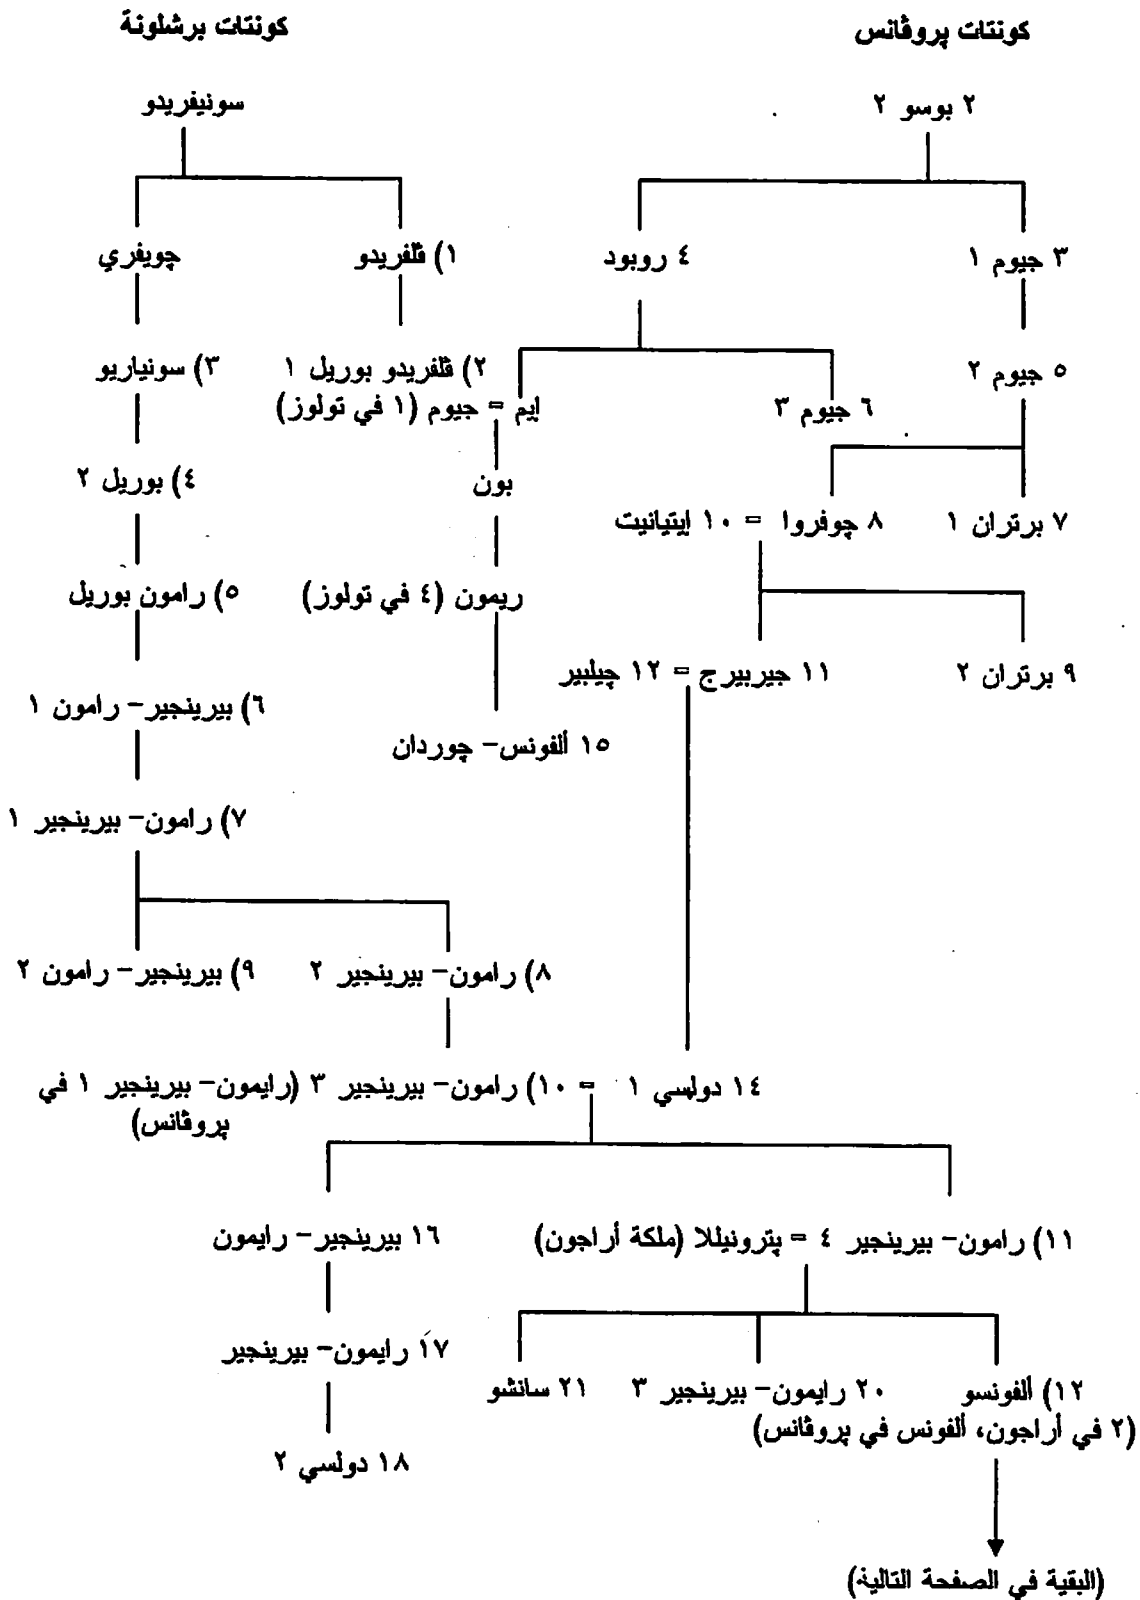 كونتات پروڤانس
كونتات برشلونة
٢ بوسو ٢
سونيفريدو
٣ جيوم ١
٤ روبود
١) ڤلفريدو
چويفري
٥ جيوم ٢
٦ جيوم ٣
٢) ڤلفريدو بوريل ١
إيم = جيوم (١ في تولوز)
٣) سونياريو
٧ برتران ١
٨ چوفروا = ١٠ إيتيانيت
بون
٤) بوريل ٢
ريمون (٤ في تولوز)
٥) رامون بوريل
٩ برتران ٢
١١ جيربيرج = ١٢ چيلبير
٦) بيرينجير- رامون ١
١٥ ألفونس- چوردان
٧) رامون- بيرينجير ١
٨) رامون- بيرينجير ٢
٩) بيرينجير- رامون ٢
١٤ دولسي ١ = ١٠) رامون- بيرينجير ٣ (رايمون- بيرينجير ١ في
پروڤانس)
١١) رامون- بيرينجير ٤ = پترونيللا (ملكة أراجون)
١٦ بيرينجير- رايمون
١٧ رايمون- بيرينجير
١٢) ألفونسو
(٢ في أراجون، ألفونس في پروڤانس)
٢٠ رايمون- بيرينجير ٣
٢١ سانشو
١٨ دولسي ٢
(البقية في الصفحة التالية)